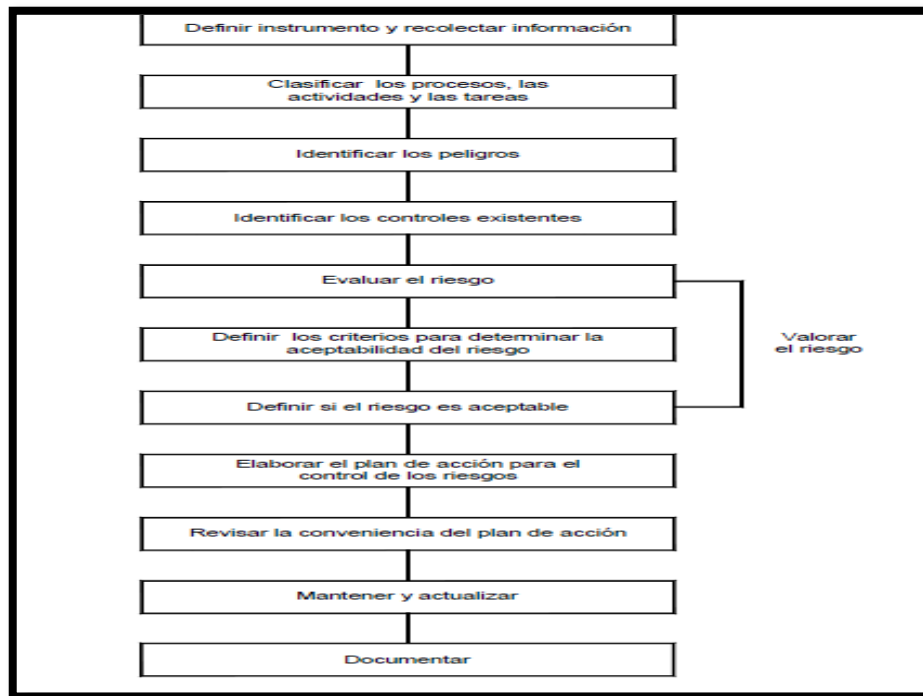 Definir instrumento y recolectar información
Clasificar los procesos, las
actividades y las tareas
Identificar los peligros
Identificar los controles existentes
Evaluar el riesgo
Definir los criterios para determinar la
aceptabilidad del riesgo
Valorar
el riesgo
Definir si el riesgo es aceptable
Elaborar el plan de acción para el
control de los riesgos
Revisar la conveniencia del plan de acción
Mantener y actualizar
Documentar